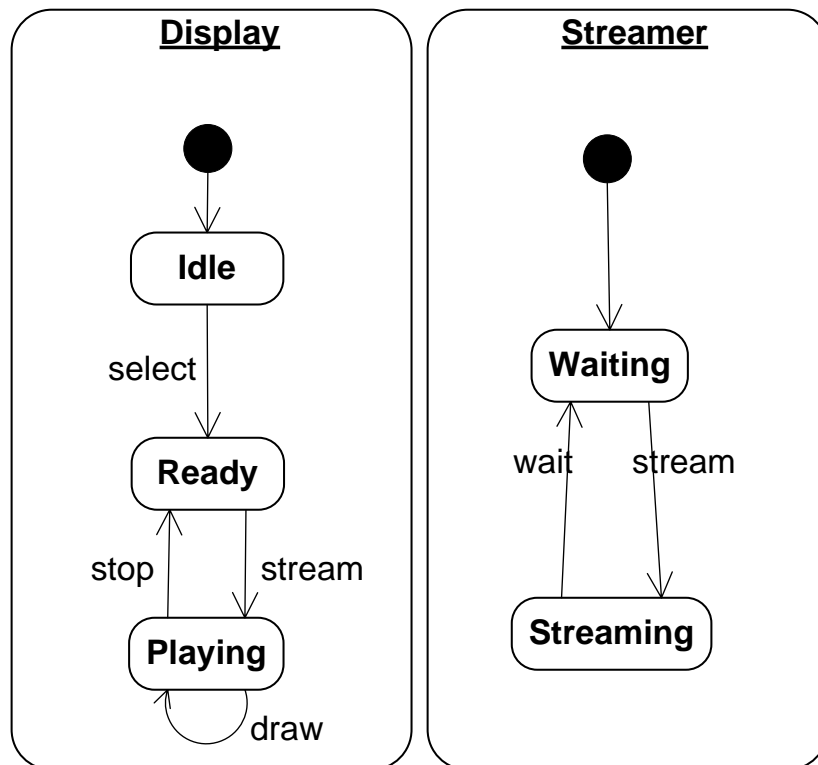 Display
Idle
select
Ready
stop
stream
Playing
draw
Streamer
Waiting
wait
stream
Streaming